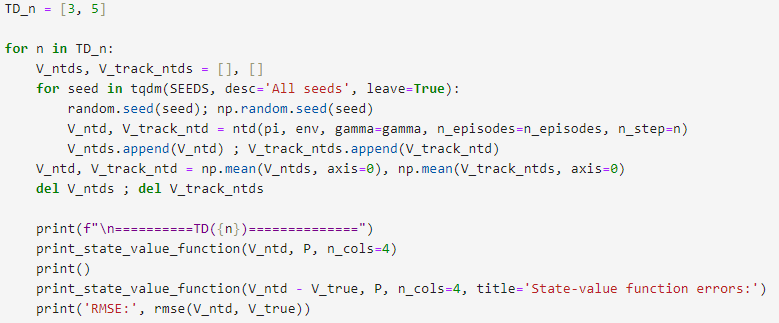 TD_n = [3, 5]

for n in TD_n:
    V_ntds, V_track_ntds = [], []
    for seed in tqdm(SEEDS, desc='All seeds', leave=True):
        random.seed(seed); np.random.seed(seed)
        V_ntd, V_track_ntd = ntd(pi, env, gamma=gamma, n_episodes=n_episodes, n_step=n)
        V_ntds.append(V_ntd) ; V_track_ntds.append(V_track_ntd)
    V_ntd, V_track_ntd = np.mean(V_ntds, axis=0), np.mean(V_track_ntds, axis=0)
    del V_ntds ; del V_track_ntds

    print(f"\n==========TD({n})==============")
    print_state_value_function(V_ntd, P, n_cols=4)
    print()
    print_state_value_function(V_ntd - V_true, P, n_cols=4, title='State-value function errors:')
    print('RMSE:', rmse(V_ntd, V_true))